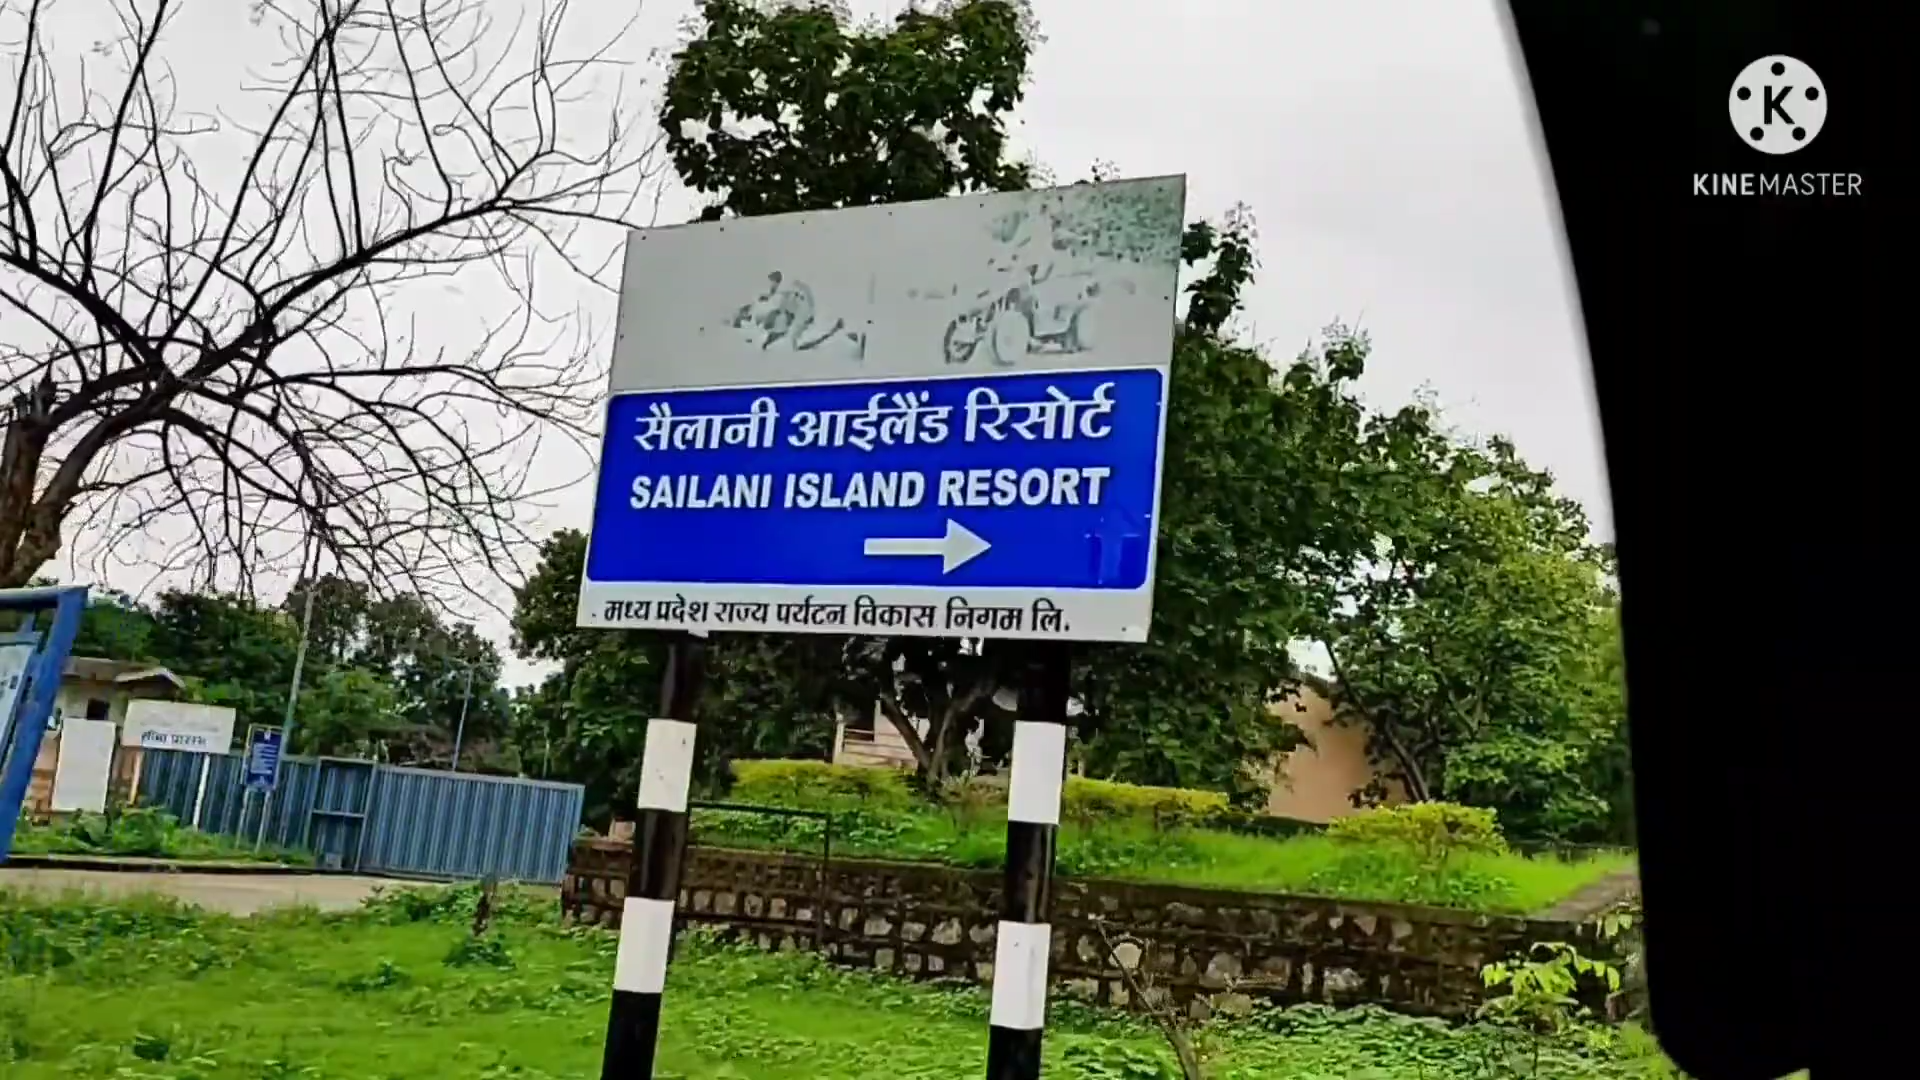 सैलानी आईलैंड रिसोर्ट
SAILANI ISLAND RESORT
मध्य प्रदेश राज्य पर्यटन विकास निगम लि.
K
KINEMASTER